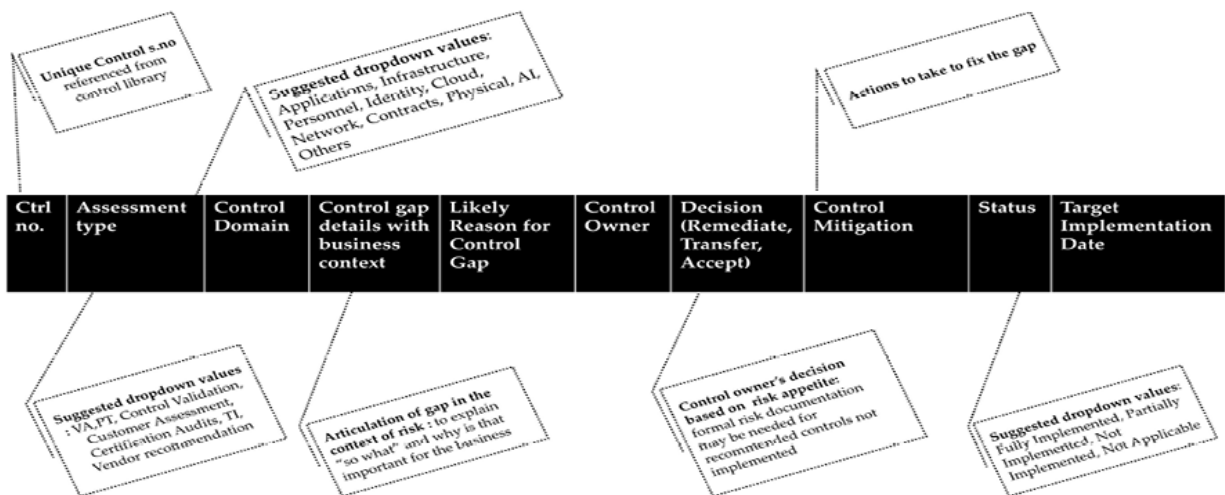 Unique Control s.no
referenced from
control library
Suggested dropdown values:
Applications, Infrastructure,
Personnel, Identity, Cloud,
Network, Contracts, Physical, AI,
Others
Actions to take to fix the gap
Ctrl
no.
Assessment
type
Control
Domain
Control gap
details with
business
context
Likely
Reason for
Control
Gap
Control
Owner
Decision
(Remediate,
Transfer,
Accept)
Control
Mitigation
Status
Target
Implementation
Date
Suggested dropdown values
: VA,PT, Control Validation,
Customer Assessment,
Certification Audits, TI,
Vendor recommendation
Articulation of gap in the
context of risk : to explain
“so what” and why is that
important for the business
Control owner's decision
based on risk appetite:
formal risk documentation
may be needed for
recommended controls not
implemented
Suggested dropdown values:
Fully Implemented, Partially
Implemented, Not
Implemented, Not Applicable